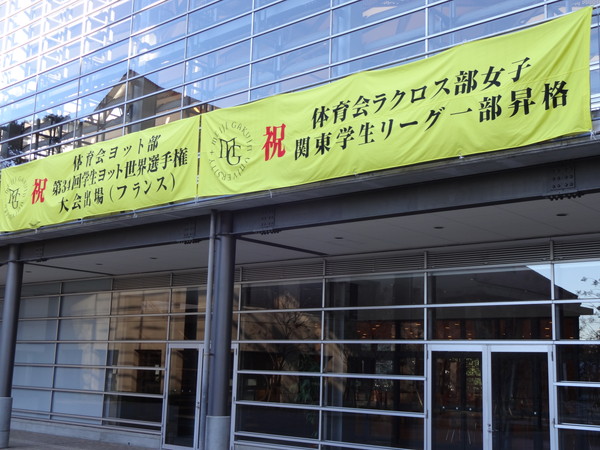 祝
体育会ヨット部
第34回学生ヨット世界選手権
大会出場（フランス）
祝
体育会ラクロス部女子
関東学生リーグ一部昇格
MG